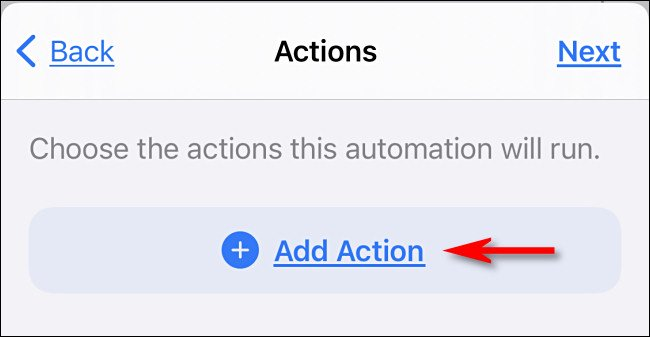 Back Actions Next
Choose the actions this automation will run.
Add Action